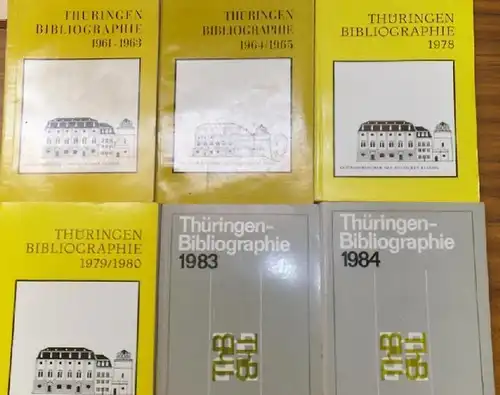 THÜRINGEN
BIBLIOGRAPHIE
1961-1963
THÜRINGEN
BIBLIOGRAPHIE
1964/1965
THÜRINGEN
BIBLIOGRAPHIE
1978
THÜRINGEN
BIBLIOGRAPHIE
1979/1980
Thüringen-
Bibliographie
1983
Thüringen-
Bibliographie
1984